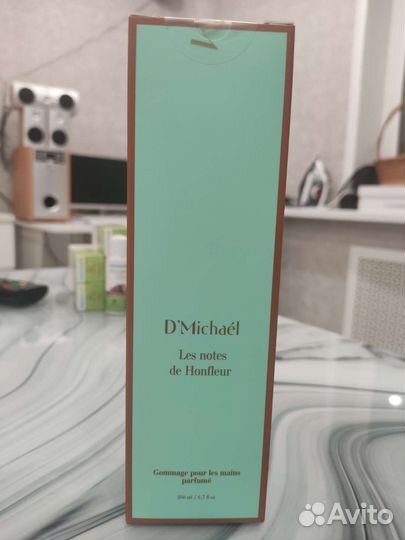 D'Michaél
Les notes
de Honfleur
Gommage pour les mains
parfumé
200 ml / 6.7 fl oz
Avito